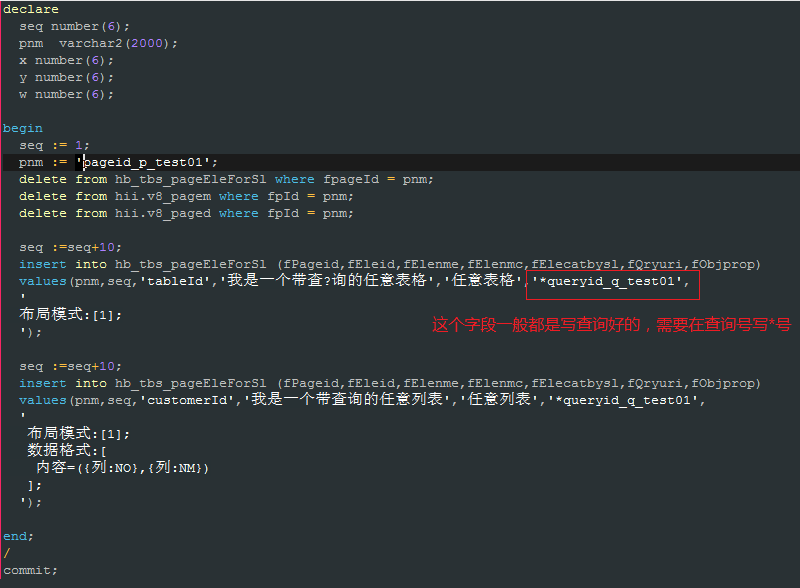 declare
seq number(6);
pnm varchar2(2000);
x number(6);
y number(6);
w number(6);
begin
seq := 1;
pnm := 'pageid_p_test01';
delete from hb_tbs_pageEleForSl where fpageId = pnm;
delete from hii.v8_pagem where fpId = pnm;
delete from hii.v8_paged where fpId = pnm;
seq :=seq+10;
insert into hb_tbs_pageEleForSl (fPageid,fEleid,fElenme,fElenmc,fElecatbysl,fQryuri,fObjprop)
values(pnm,seq,'tableId','我是一个带查?询的任意表格','任意表格','*queryid_q_test01',
'
布局模式:[1];
');
这个字段一般都是写查询好的，需要在查询号写*号
seq :=seq+10;
insert into hb_tbs_pageEleForSl (fPageid,fEleid,fElenme,fElenmc,fElecatbysl,fQryuri,fObjprop)
values(pnm,seq,'customerId','我是一个带查询的任意列表','任意列表','*queryid_q_test01',
'
布局模式:[1];
数据格式:[
内容=({列:NO},{列:NM})
];
');
end;
/
commit;